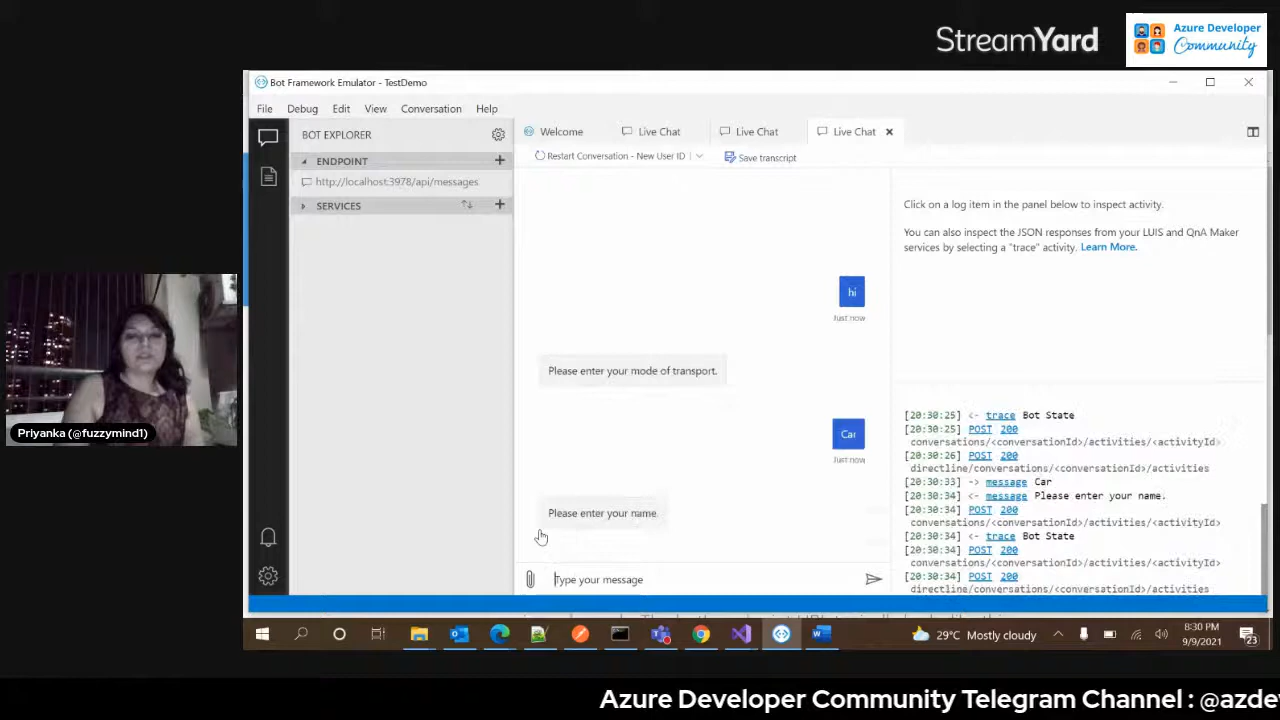 StreamYard
Azure Developer
Community
Bot Framework Emulator - TestDemo
File Debug Edit View Conversation Help
BOT EXPLORER
ENDPOINT
http://localhost:3978/api/messages
SERVICES
Welcome Live Chat Live Chat Live Chat
Restart Conversation - New User ID Save transcript
hi
Just now
Please enter your mode of transport.
Car
Just now
Please enter your name.
Type your message
Click on a log item in the panel below to inspect activity.
You can also inspect the JSON responses from your LUIS and QnA Maker
services by selecting a "trace" activity. Learn More.
[20:30:25] <- trace Bot State
[20:30:25] POST 200
conversations/<conversationId>/activities/<activityId>
[20:30:26] POST 200
directline/conversations/<conversationId>/activities
[20:30:33] -> message Car
[20:30:34] <- message Please enter your name.
[20:30:34] POST 200
conversations/<conversationId>/activities/<activityId>
[20:30:34] <- trace Bot State
[20:30:34] POST 200
conversations/<conversationId>/activities/<activityId>
[20:30:34] POST 200
directline/conversations/<conversationId>/activities
Priyanka (@fuzzymind1)
29°C Mostly cloudy
8:30 PM
9/9/2021
23
Azure Developer Community Telegram Channel : @azde